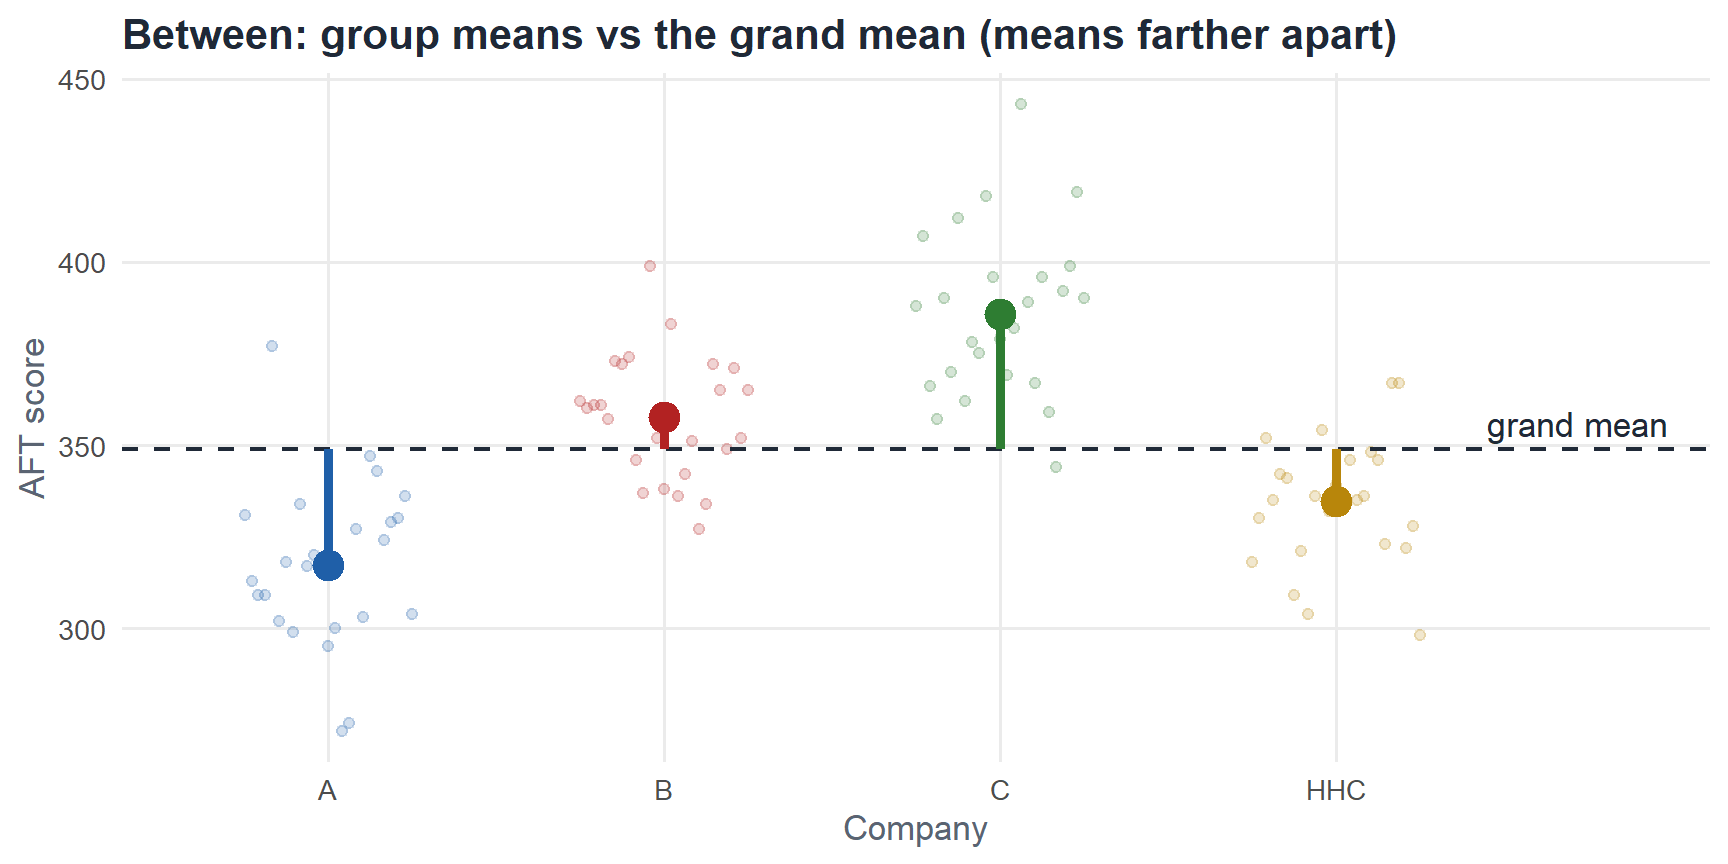 Between: group means vs the grand mean (means farther apart)
450
400
350
300
AFT score
grand mean
A
B
C
HHC
Company